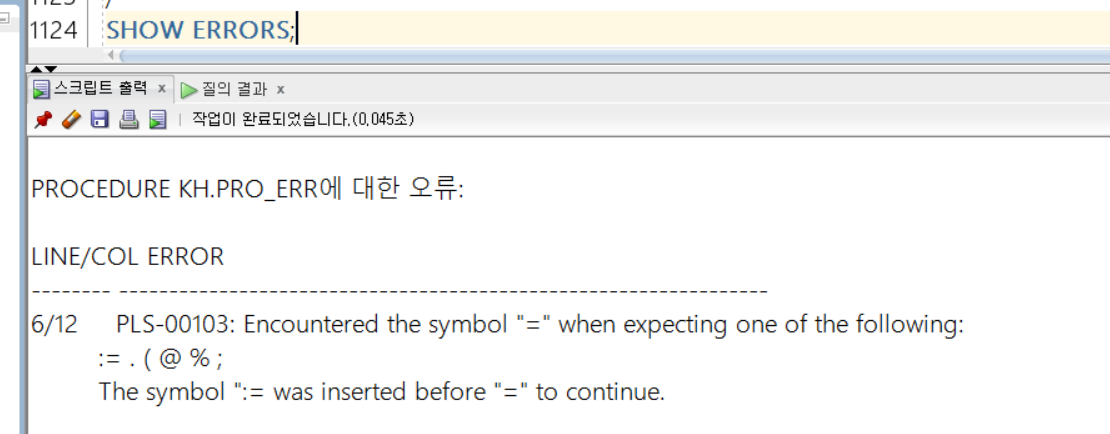 1123 /
1124 SHOW ERRORS;
스크립트 출력 x 질의 결과 x
작업이 완료되었습니다.(0,045초)
PROCEDURE KH.PRO_ERR에 대한 오류:
LINE/COL ERROR
-------- -----------------------------------------------------------------
6/12 PLS-00103: Encountered the symbol "=" when expecting one of the following:
:= . ( @ % ;
The symbol ":= was inserted before "=" to continue.